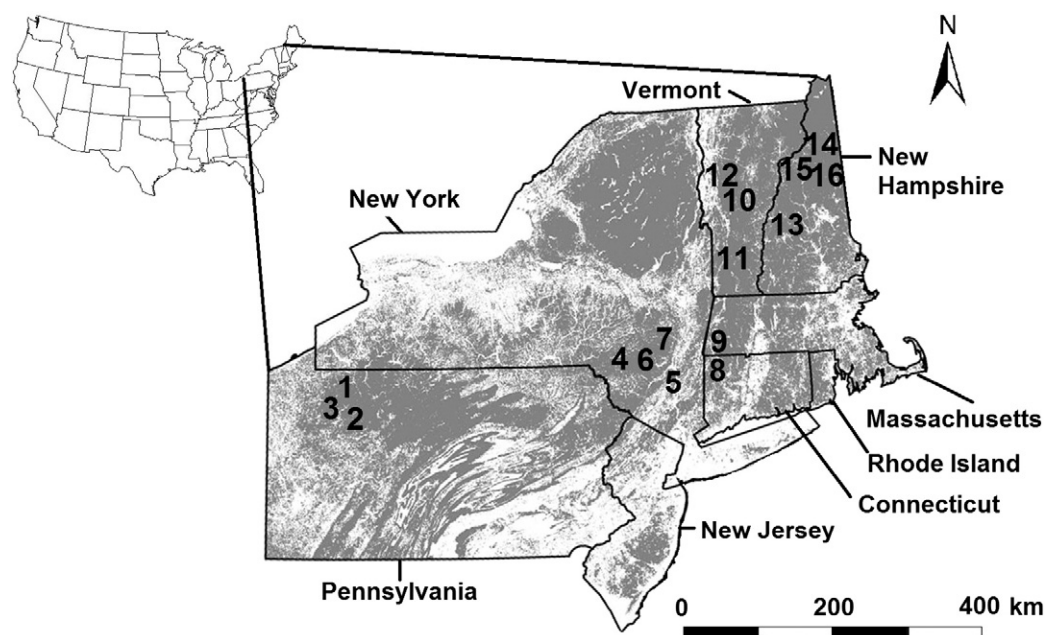 N
Vermont
14
New
Hampshire
15
16
12
10
New York
13
11
7
4
6
9
8
5
1
3
2
Massachusetts
Rhode Island
Connecticut
New Jersey
Pennsylvania
0
200
400 km